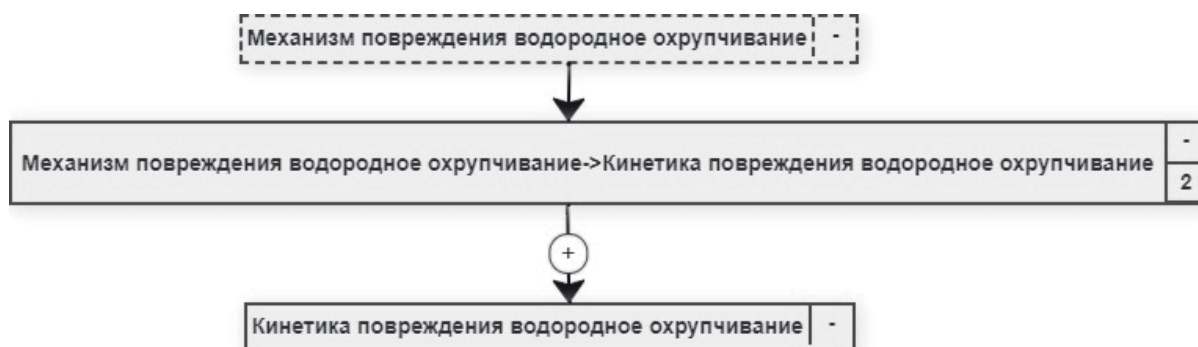 Механизм повреждения водородное охрупчивание -
Механизм повреждения водородное охрупчивание->Кинетика повреждения водородное охрупчивание -
2
+
Кинетика повреждения водородное охрупчивание -